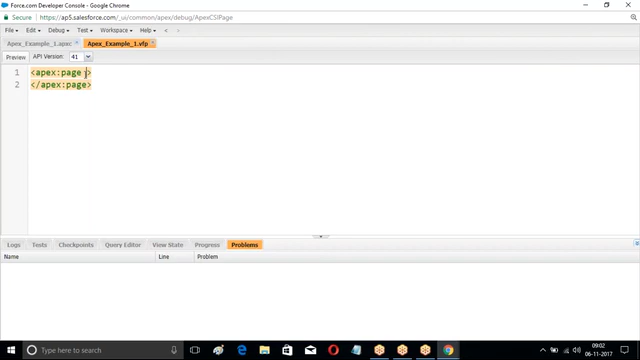 Force.com Developer Console - Google Chrome
Secure https://ap5.salesforce.com/_ui/common/apex/debug/ApexCSIPage
File Edit Debug Test Workspace Help < >
Apex_Example_1.apxc Apex_Example_1.vfp
Preview API Version: 41
1 <apex:page >
2 </apex:page>
Logs Tests Checkpoints Query Editor View State Progress Problems
Name Line Problem
Type here to search
09:02
06-11-2017